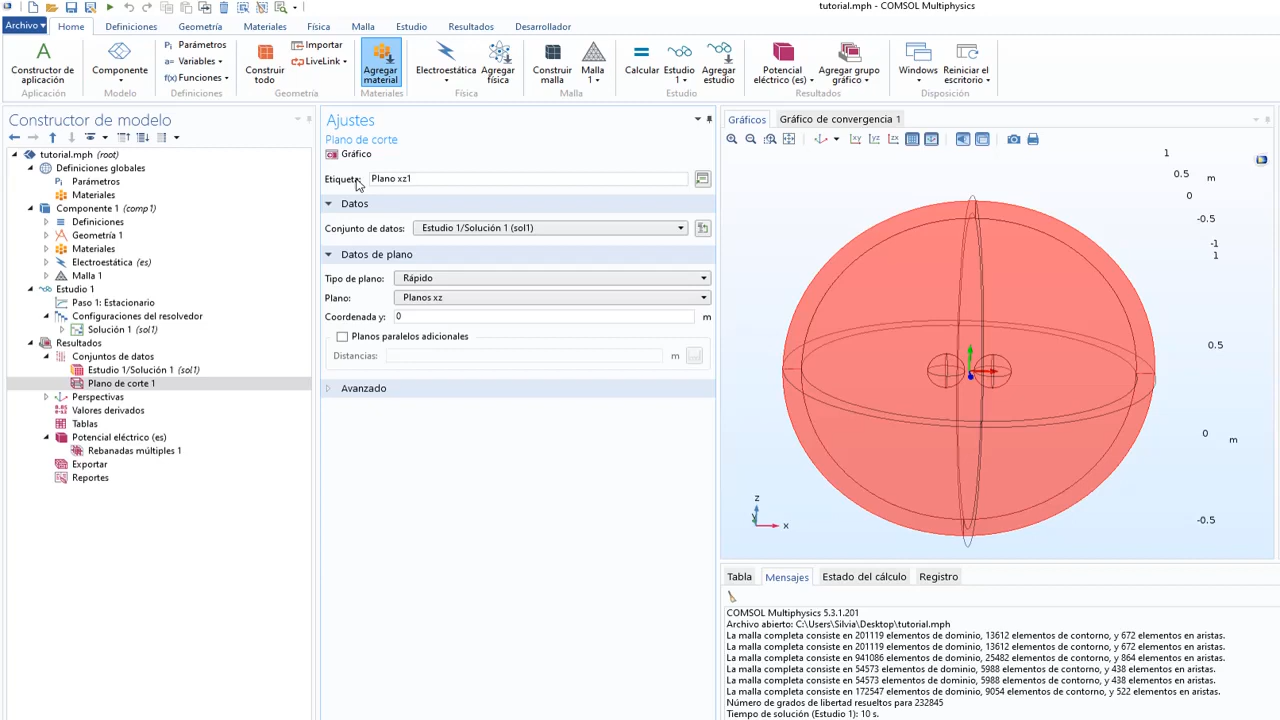 tutorial.mph - COMSOL Multiphysics
Archivo
Home
Definiciones
Geometría
Materiales
Física
Malla
Estudio
Resultados
Desarrollador
Constructor de aplicación
Componente
Pi Parámetros
a= Variables
f(x) Funciones
Construir todo
Importar
LiveLink
Agregar material
Electroestática
Agregar física
Construir malla
Malla 1
Calcular
Estudio 1
Agregar estudio
Potencial eléctrico (es)
Agregar grupo gráfico
Windows
Reiniciar el escritorio
Aplicación
Modelo
Definiciones
Geometría
Materiales
Física
Malla
Estudio
Resultados
Disposición
Constructor de modelo
tutorial.mph (root)
Definiciones globales
Pi Parámetros
Materiales
Componente 1 (comp1)
Definiciones
Geometría 1
Materiales
Electroestática (es)
Malla 1
Estudio 1
Paso 1: Estacionario
Configuraciones del resolvedor
Solución 1 (sol1)
Resultados
Conjuntos de datos
Estudio 1/Solución 1 (sol1)
Plano de corte 1
Perspectivas
Valores derivados
Tablas
Potencial eléctrico (es)
Rebanadas múltiples 1
Exportar
Reportes
Ajustes
Plano de corte
Gráfico
Etiqueta: Plano xz1
Datos
Conjunto de datos: Estudio 1/Solución 1 (sol1)
Datos de plano
Tipo de plano: Rápido
Plano: Planos xz
Coordenada y: 0 m
Planos paralelos adicionales
Distancias: m
Avanzado
Gráficos
Gráfico de convergencia 1
xy yz zx
1
0.5
m
0
-0.5
-1
1
0.5
0
m
-0.5
z
y
x
Tabla
Mensajes
Estado del cálculo
Registro
COMSOL Multiphysics 5.3.1.201
Archivo abierto: C:\Users\Silvia\Desktop\tutorial.mph
La malla completa consiste en 201119 elementos de dominio, 13612 elementos de contorno, y 672 elementos en aristas.
La malla completa consiste en 201119 elementos de dominio, 13612 elementos de contorno, y 672 elementos en aristas.
La malla completa consiste en 941086 elementos de dominio, 25482 elementos de contorno, y 864 elementos en aristas.
La malla completa consiste en 54573 elementos de dominio, 5988 elementos de contorno, y 438 elementos en aristas.
La malla completa consiste en 54573 elementos de dominio, 5988 elementos de contorno, y 438 elementos en aristas.
La malla completa consiste en 172547 elementos de dominio, 9054 elementos de contorno, y 522 elementos en aristas.
Número de grados de libertad resueltos para 232845
Tiempo de solución (Estudio 1): 10 s.